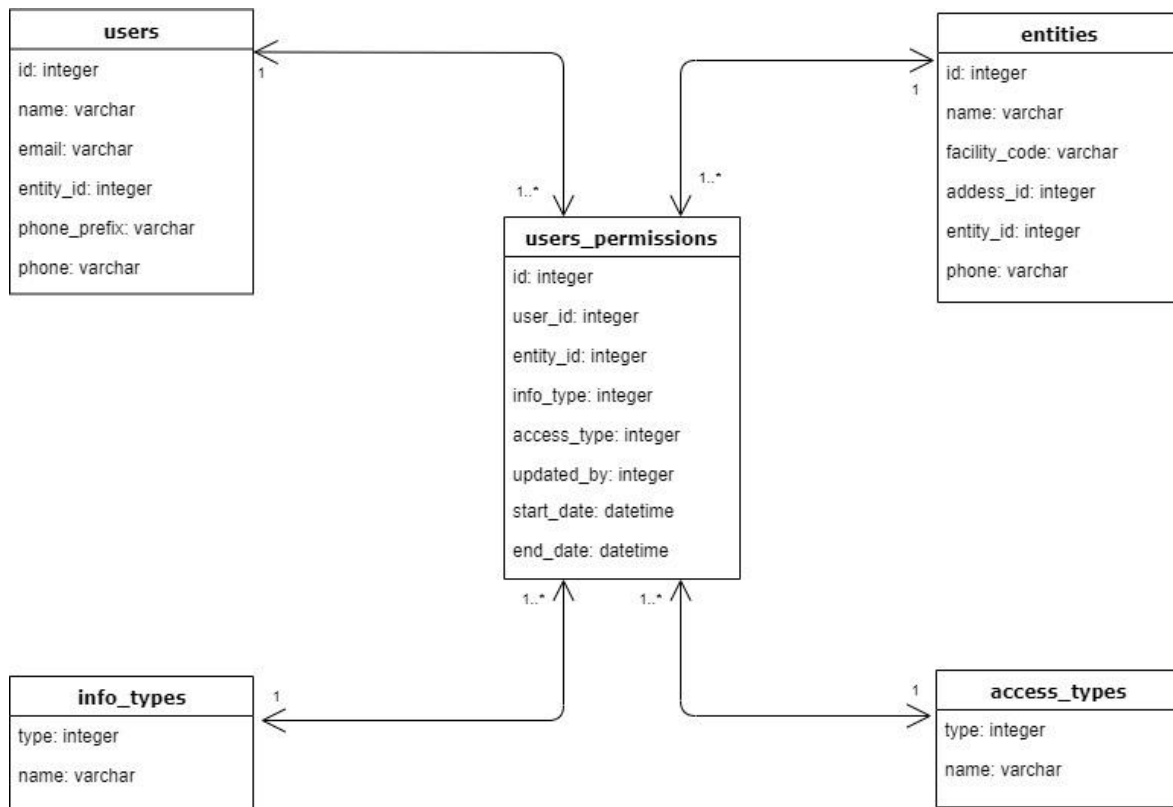 users
id: integer
name: varchar
email: varchar
entity_id: integer
phone_prefix: varchar
phone: varchar
1
1..*
entities
id: integer
name: varchar
facility_code: varchar
addess_id: integer
entity_id: integer
phone: varchar
1
1..*
users_permissions
id: integer
user_id: integer
entity_id: integer
info_type: integer
access_type: integer
updated_by: integer
start_date: datetime
end_date: datetime
1..*
1..*
info_types
type: integer
name: varchar
1
1
access_types
type: integer
name: varchar